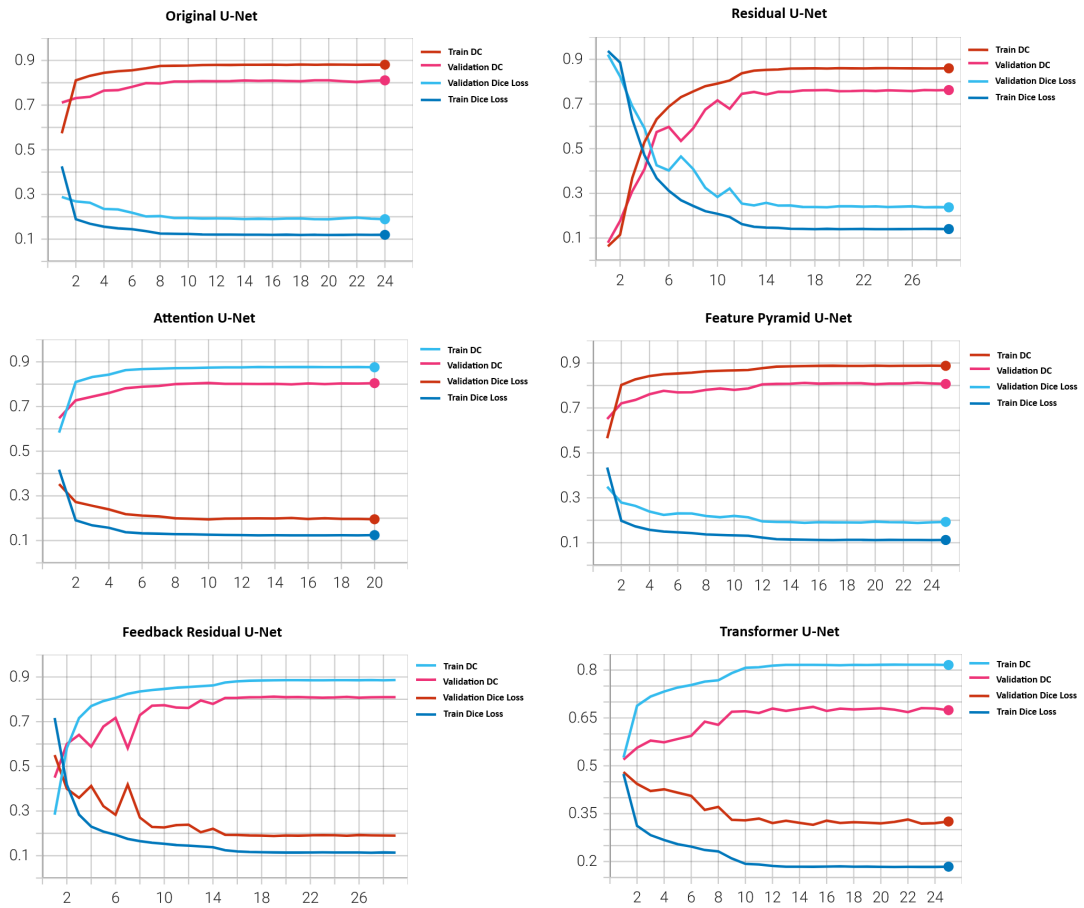 Original U-Net
0.9
0.7
0.5
0.3
0.1
2 4 6 8 10 12 14 16 18 20 22 24
Train DC
Validation DC
Validation Dice Loss
Train Dice Loss
Residual U-Net
0.9
0.7
0.5
0.3
0.1
2 6 10 14 18 22 26
Train DC
Validation DC
Validation Dice Loss
Train Dice Loss
Attention U-Net
0.9
0.7
0.5
0.3
0.1
2 4 6 8 10 12 14 16 18 20
Train DC
Validation DC
Validation Dice Loss
Train Dice Loss
Feature Pyramid U-Net
0.9
0.7
0.5
0.3
0.1
2 4 6 8 10 12 14 16 18 20 22 24
Train DC
Validation DC
Validation Dice Loss
Train Dice Loss
Feedback Residual U-Net
0.9
0.7
0.5
0.3
0.1
2 6 10 14 18 22 26
Train DC
Validation DC
Validation Dice Loss
Train Dice Loss
Transformer U-Net
0.8
0.65
0.5
0.35
0.2
2 4 6 8 10 12 14 16 18 20 22 24
Train DC
Validation DC
Validation Dice Loss
Train Dice Loss